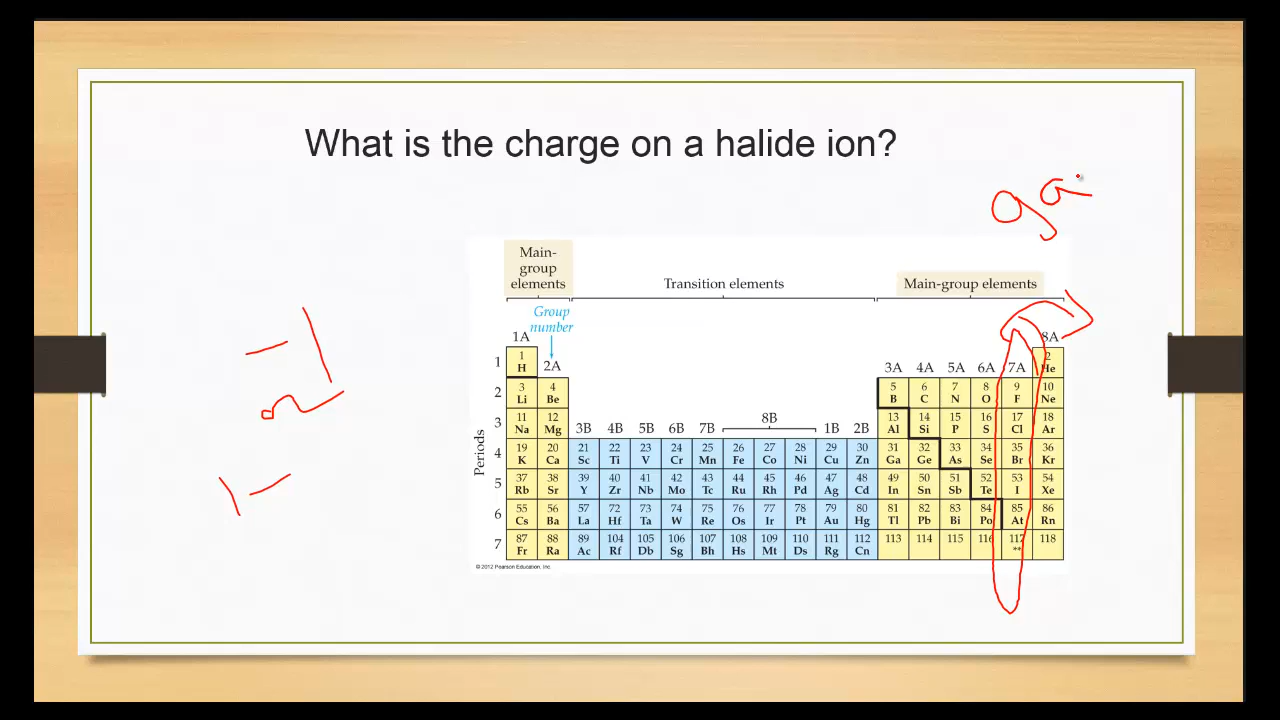 What is the charge on a halide ion?
ga
Main-
group
elements
Transition elements
Main-group elements
Group
number
1A 8A
1 1 2
H He
2A 3A 4A 5A 6A 7A
2 3 4 5 6 7 8 9 10
Li Be B C N O F Ne
3 11 12 3B 4B 5B 6B 7B 8B 1B 2B 13 14 15 16 17 18
Na Mg Al Si P S Cl Ar
4 19 20 21 22 23 24 25 26 27 28 29 30 31 32 33 34 35 36
K Ca Sc Ti V Cr Mn Fe Co Ni Cu Zn Ga Ge As Se Br Kr
5 37 38 39 40 41 42 43 44 45 46 47 48 49 50 51 52 53 54
Rb Sr Y Zr Nb Mo Tc Ru Rh Pd Ag Cd In Sn Sb Te I Xe
6 55 56 57 72 73 74 75 76 77 78 79 80 81 82 83 84 85 86
Cs Ba La Hf Ta W Re Os Ir Pt Au Hg Tl Pb Bi Po At Rn
7 87 88 89 104 105 106 107 108 109 110 111 112 113 114 115 116 117 118
Fr Ra Ac Rf Db Sg Bh Hs Mt Ds Rg Cn **
Periods
© 2012 Pearson Education, Inc.
-1
or
1-